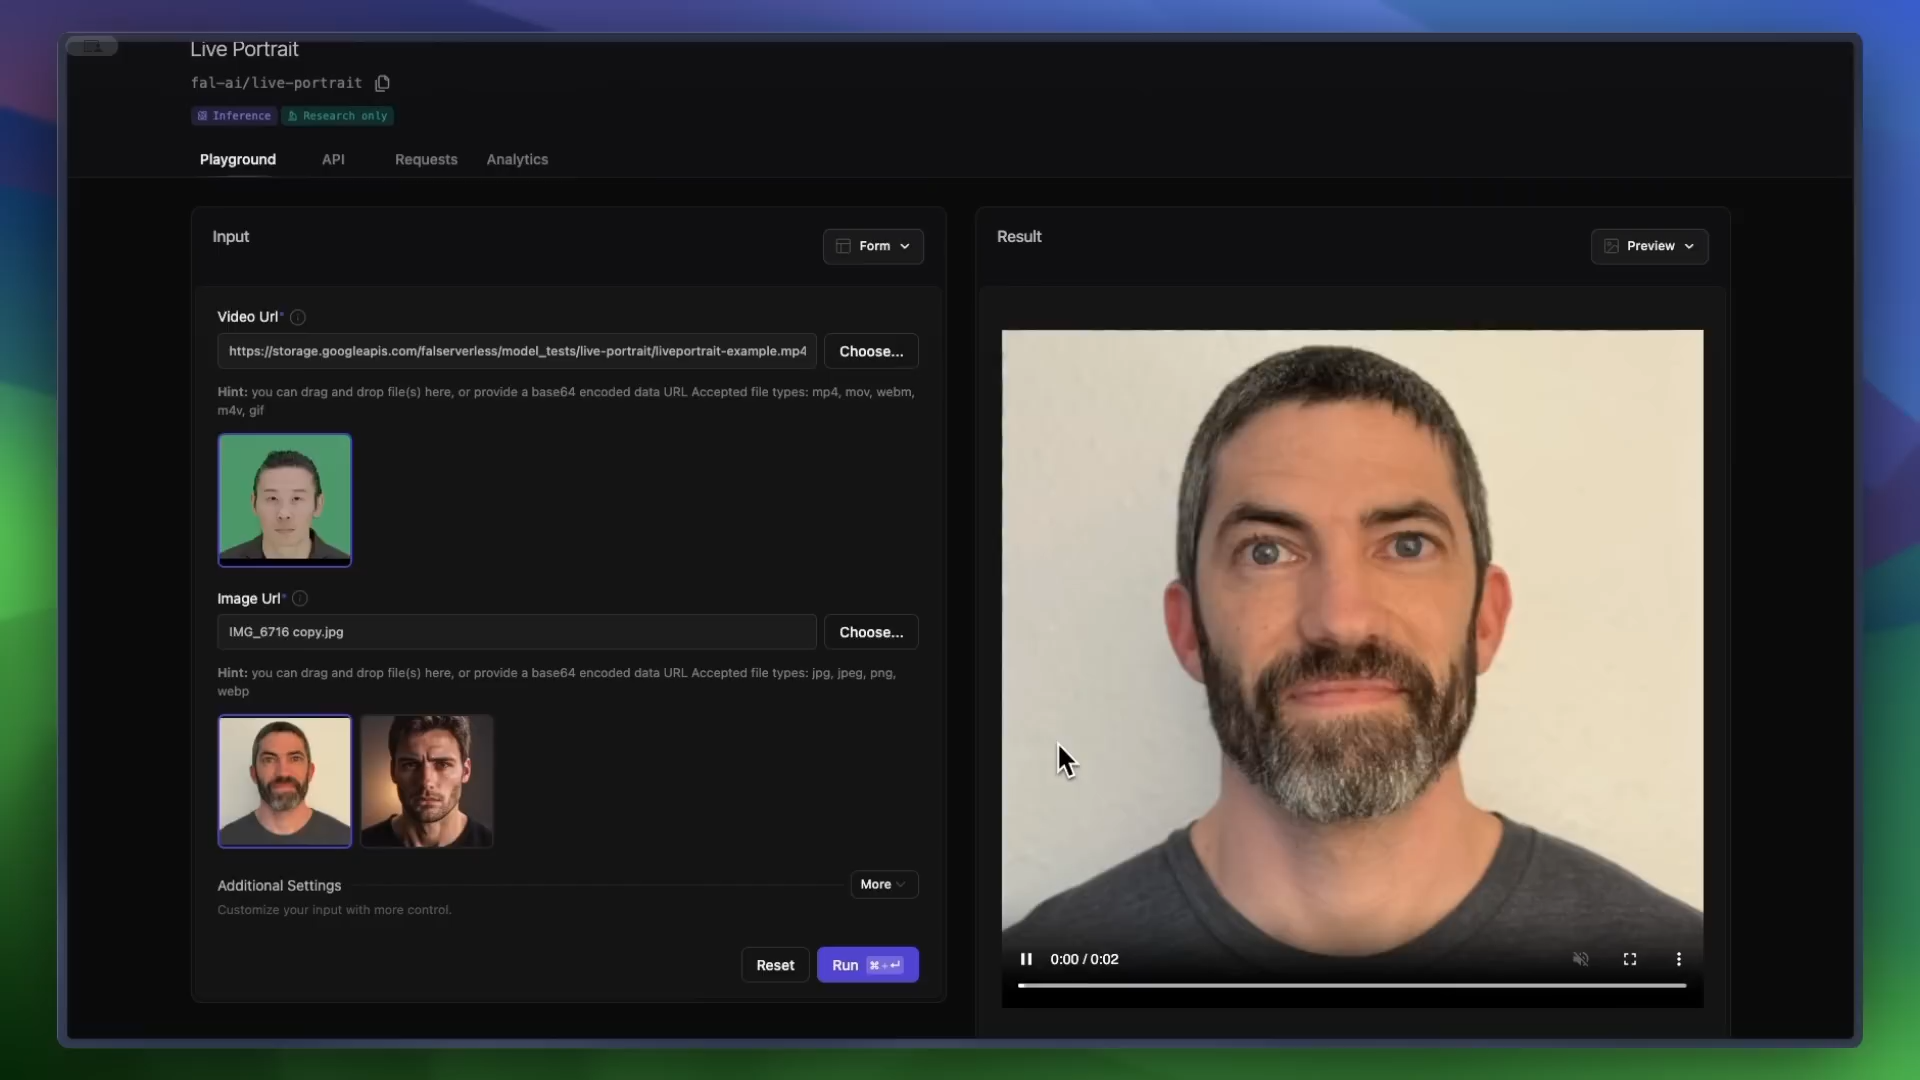 Live Portrait
fal-ai/live-portrait
Inference
Research only
Playground
API
Requests
Analytics
Input
Form
Video Url*
https://storage.googleapis.com/falserverless/model_tests/live-portrait/liveportrait-example.mp4
Choose...
Hint: you can drag and drop file(s) here, or provide a base64 encoded data URL Accepted file types: mp4, mov, webm,
m4v, gif
Image Url*
IMG_6716 copy.jpg
Choose...
Hint: you can drag and drop file(s) here, or provide a base64 encoded data URL Accepted file types: jpg, jpeg, png,
webp
Additional Settings
More
Customize your input with more control.
Reset
Run ⌘+↵
Result
Preview
0:00 / 0:02